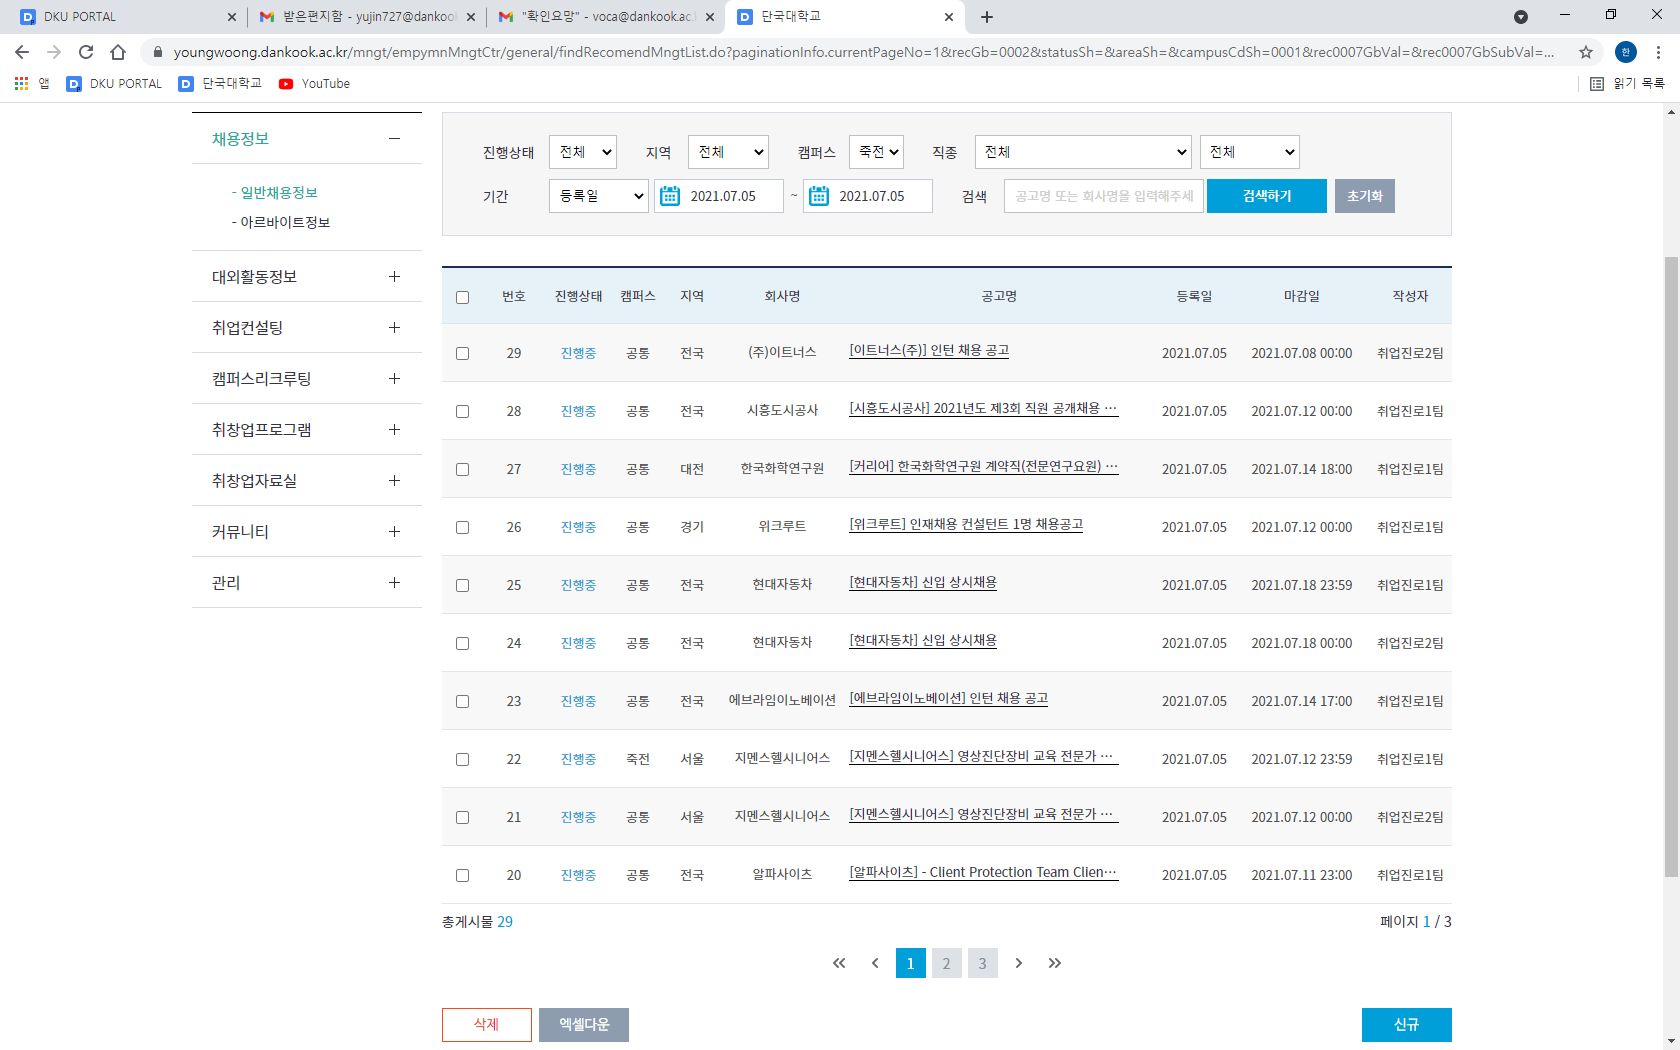 DKU PORTAL
받은편지함 - yujin727@dankook
"확인요망" - voca@dankook.ac.k
단국대학교
youngwoong.dankook.ac.kr/mngt/empymnMngtCtr/general/findRecomendMngtList.do?paginationInfo.currentPageNo=1&recGb=0002&statusSh=&areaSh=&campusCdSh=0001&rec0007GbVal=&rec0007GbSubVal=...
한
앱 DKU PORTAL 단국대학교 YouTube 읽기 목록
채용정보
- 일반채용정보
- 아르바이트정보
대외활동정보
취업컨설팅
캠퍼스리크루팅
취창업프로그램
취창업자료실
커뮤니티
관리
진행상태 전체 지역 전체 캠퍼스 죽전 직종 전체 전체
기간 등록일 2021.07.05 ~ 2021.07.05 검색 공고명 또는 회사명을 입력해주세 검색하기 초기화
번호 진행상태 캠퍼스 지역 회사명 공고명 등록일 마감일 작성자
29 진행중 공통 전국 (주)이트너스 [이트너스(주)] 인턴 채용 공고 2021.07.05 2021.07.08 00:00 취업진로2팀
28 진행중 공통 전국 시흥도시공사 [시흥도시공사] 2021년도 제3회 직원 공개채용 ... 2021.07.05 2021.07.12 00:00 취업진로1팀
27 진행중 공통 대전 한국화학연구원 [커리어] 한국화학연구원 계약직(전문연구요원) ... 2021.07.05 2021.07.14 18:00 취업진로1팀
26 진행중 공통 경기 위크루트 [위크루트] 인재채용 컨설턴트 1명 채용공고 2021.07.05 2021.07.12 00:00 취업진로1팀
25 진행중 공통 전국 현대자동차 [현대자동차] 신입 상시채용 2021.07.05 2021.07.18 23:59 취업진로1팀
24 진행중 공통 전국 현대자동차 [현대자동차] 신입 상시채용 2021.07.05 2021.07.18 00:00 취업진로2팀
23 진행중 공통 전국 에브라임이노베이션 [에브라임이노베이션] 인턴 채용 공고 2021.07.05 2021.07.14 17:00 취업진로1팀
22 진행중 죽전 서울 지멘스헬시니어스 [지멘스헬시니어스] 영상진단장비 교육 전문가 ... 2021.07.05 2021.07.12 23:59 취업진로1팀
21 진행중 공통 서울 지멘스헬시니어스 [지멘스헬시니어스] 영상진단장비 교육 전문가 ... 2021.07.05 2021.07.12 00:00 취업진로2팀
20 진행중 공통 전국 알파사이츠 [알파사이츠] - Client Protection Team Clien... 2021.07.05 2021.07.11 23:00 취업진로1팀
총게시물 29 페이지 1 / 3
1 2 3
삭제 엑셀다운 신규